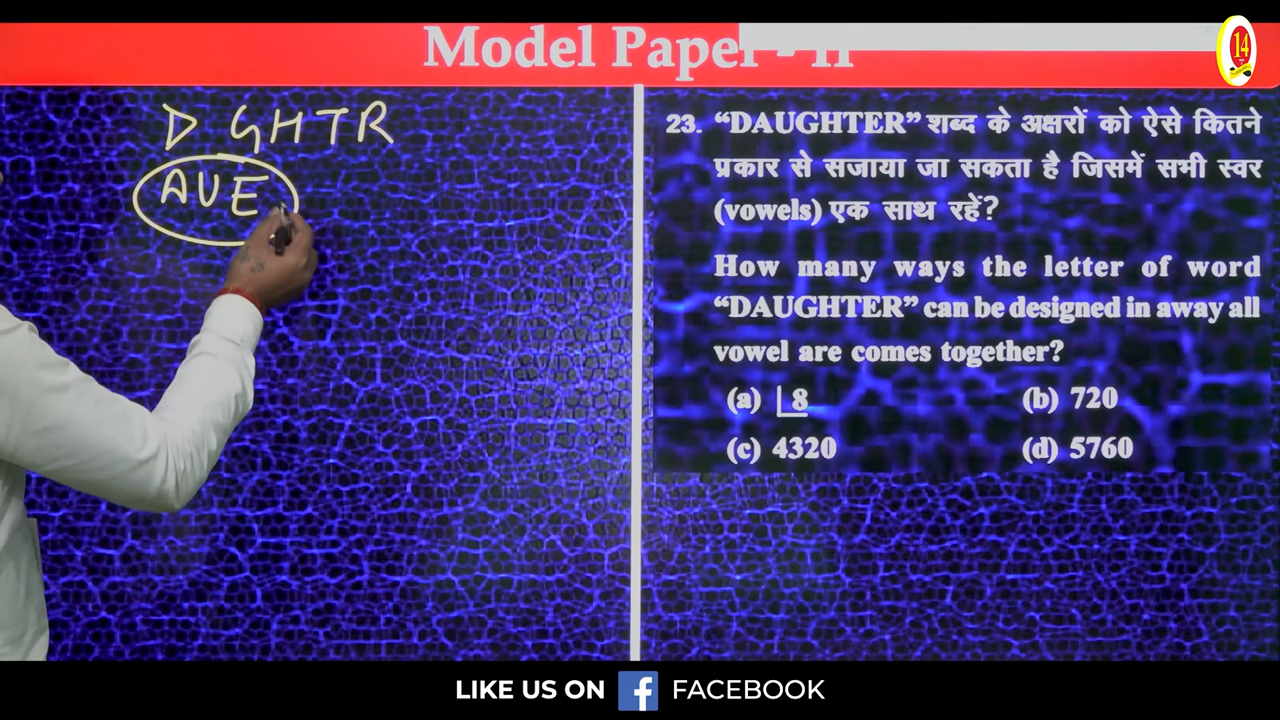 Model Paper - II
14
D GHTR
AUE
23. “DAUGHTER” शब्द के अक्षरों को ऐसे कितने
प्रकार से सजाया जा सकता है जिसमें सभी स्वर
(vowels) एक साथ रहें?
How many ways the letter of word
“DAUGHTER” can be designed in away all
vowel are comes together?
(a) |8 (b) 720
(c) 4320 (d) 5760
LIKE US ON f FACEBOOK